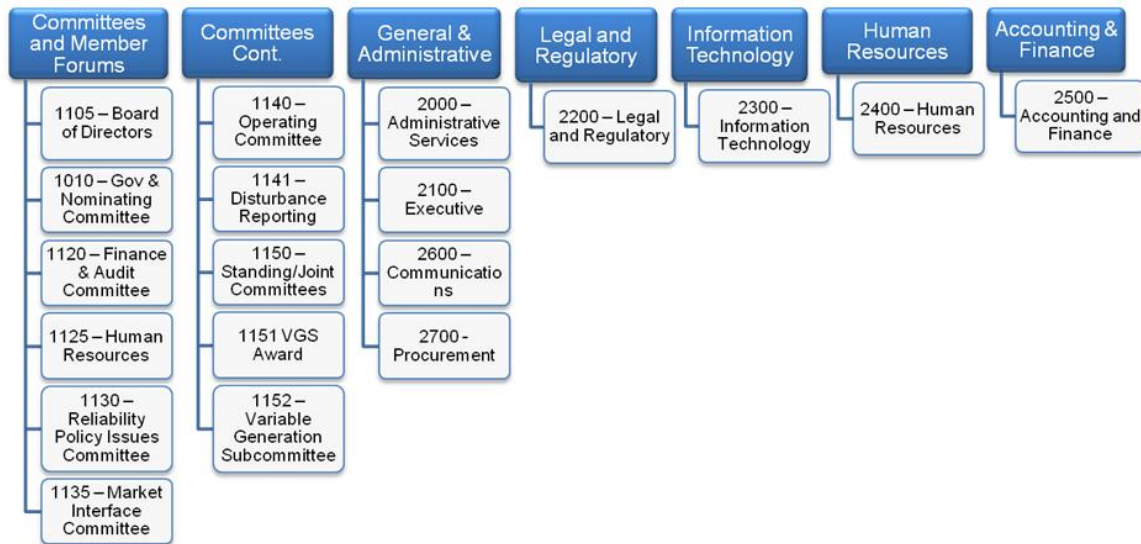 Committees
and Member
Forums
1105 – Board
of Directors
1010 – Gov &
Nominating
Committee
1120 – Finance
& Audit
Committee
1125 – Human
Resources
1130 –
Reliability
Policy Issues
Committee
1135 – Market
Interface
Committee
Committees
Cont.
1140 –
Operating
Committee
1141 –
Disturbance
Reporting
1150 –
Standing/Joint
Committees
1151 VGS
Award
1152 –
Variable
Generation
Subcommittee
General &
Administrative
2000 –
Administrative
Services
2100 –
Executive
2600 –
Communicatio
ns
2700 -
Procurement
Legal and
Regulatory
2200 – Legal
and Regulatory
Information
Technology
2300 –
Information
Technology
Human
Resources
2400 – Human
Resources
Accounting &
Finance
2500 –
Accounting and
Finance